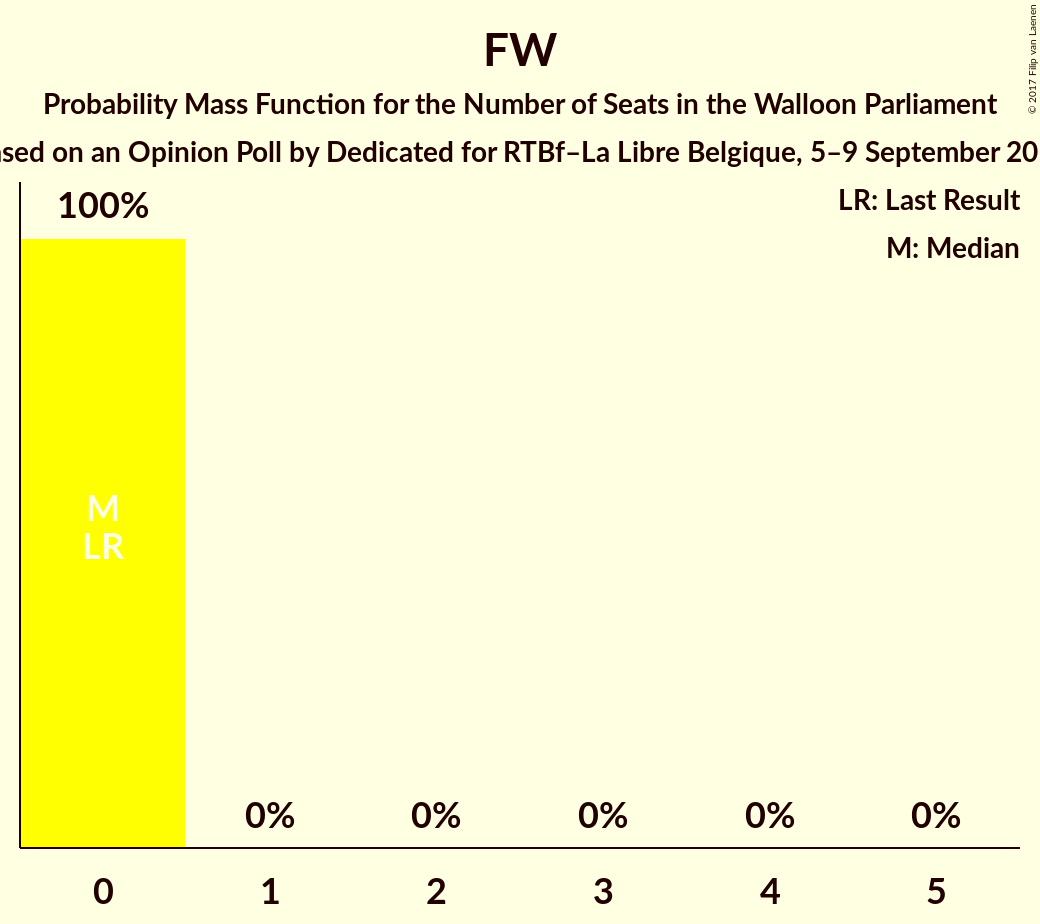 FW
Probability Mass Function for the Number of Seats in the Walloon Parliament
on an Opinion Poll by Dedicated for RTBf–La Libre Belgique, 5–9 September
© 2017 Filip van Laenen
LR: Last Result
M: Median
100%
M
LR
0% 0% 0% 0% 0%
0 1 2 3 4 5